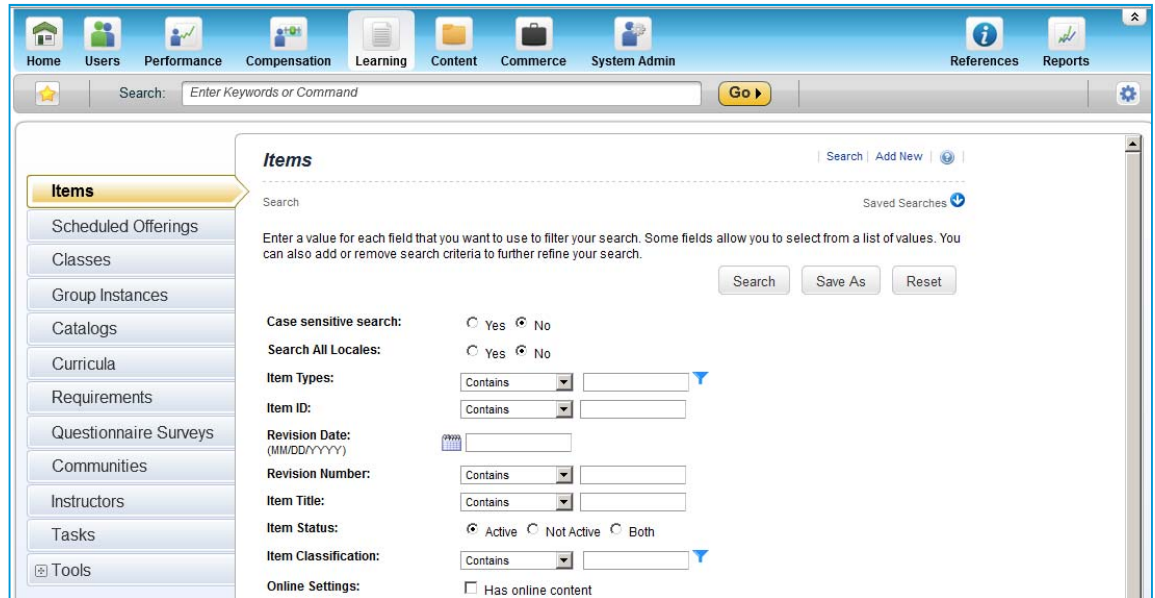 Home Users Performance Compensation Learning Content Commerce System Admin References Reports
Search: Enter Keywords or Command Go
Items
Scheduled Offerings
Classes
Group Instances
Catalogs
Curricula
Requirements
Questionnaire Surveys
Communities
Instructors
Tasks
Tools
Items
Search | Add New
Search
Saved Searches
Enter a value for each field that you want to use to filter your search. Some fields allow you to select from a list of values. You
can also add or remove search criteria to further refine your search.
Search Save As Reset
Case sensitive search: Yes No
Search All Locales: Yes No
Item Types: Contains
Item ID: Contains
Revision Date:
(MM/DD/YYYY)
Revision Number: Contains
Item Title: Contains
Item Status: Active Not Active Both
Item Classification: Contains
Online Settings: Has online content